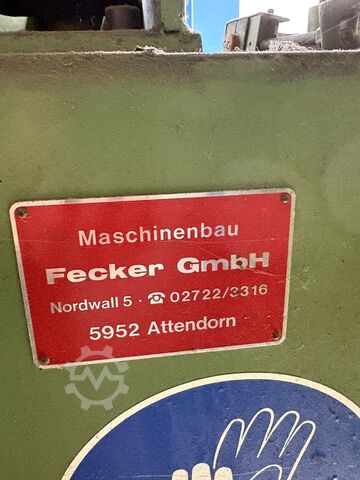 Maschinenbau
Fecker GmbH
Nordwall 5 · ☎ 02722/3316
5952 Attendorn